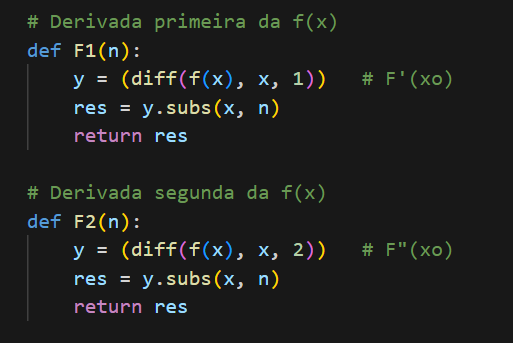 # Derivada primeira da f(x)
def F1(n):
    y = (diff(f(x), x, 1))   # F'(xo)
    res = y.subs(x, n)
    return res

# Derivada segunda da f(x)
def F2(n):
    y = (diff(f(x), x, 2))   # F"(xo)
    res = y.subs(x, n)
    return res